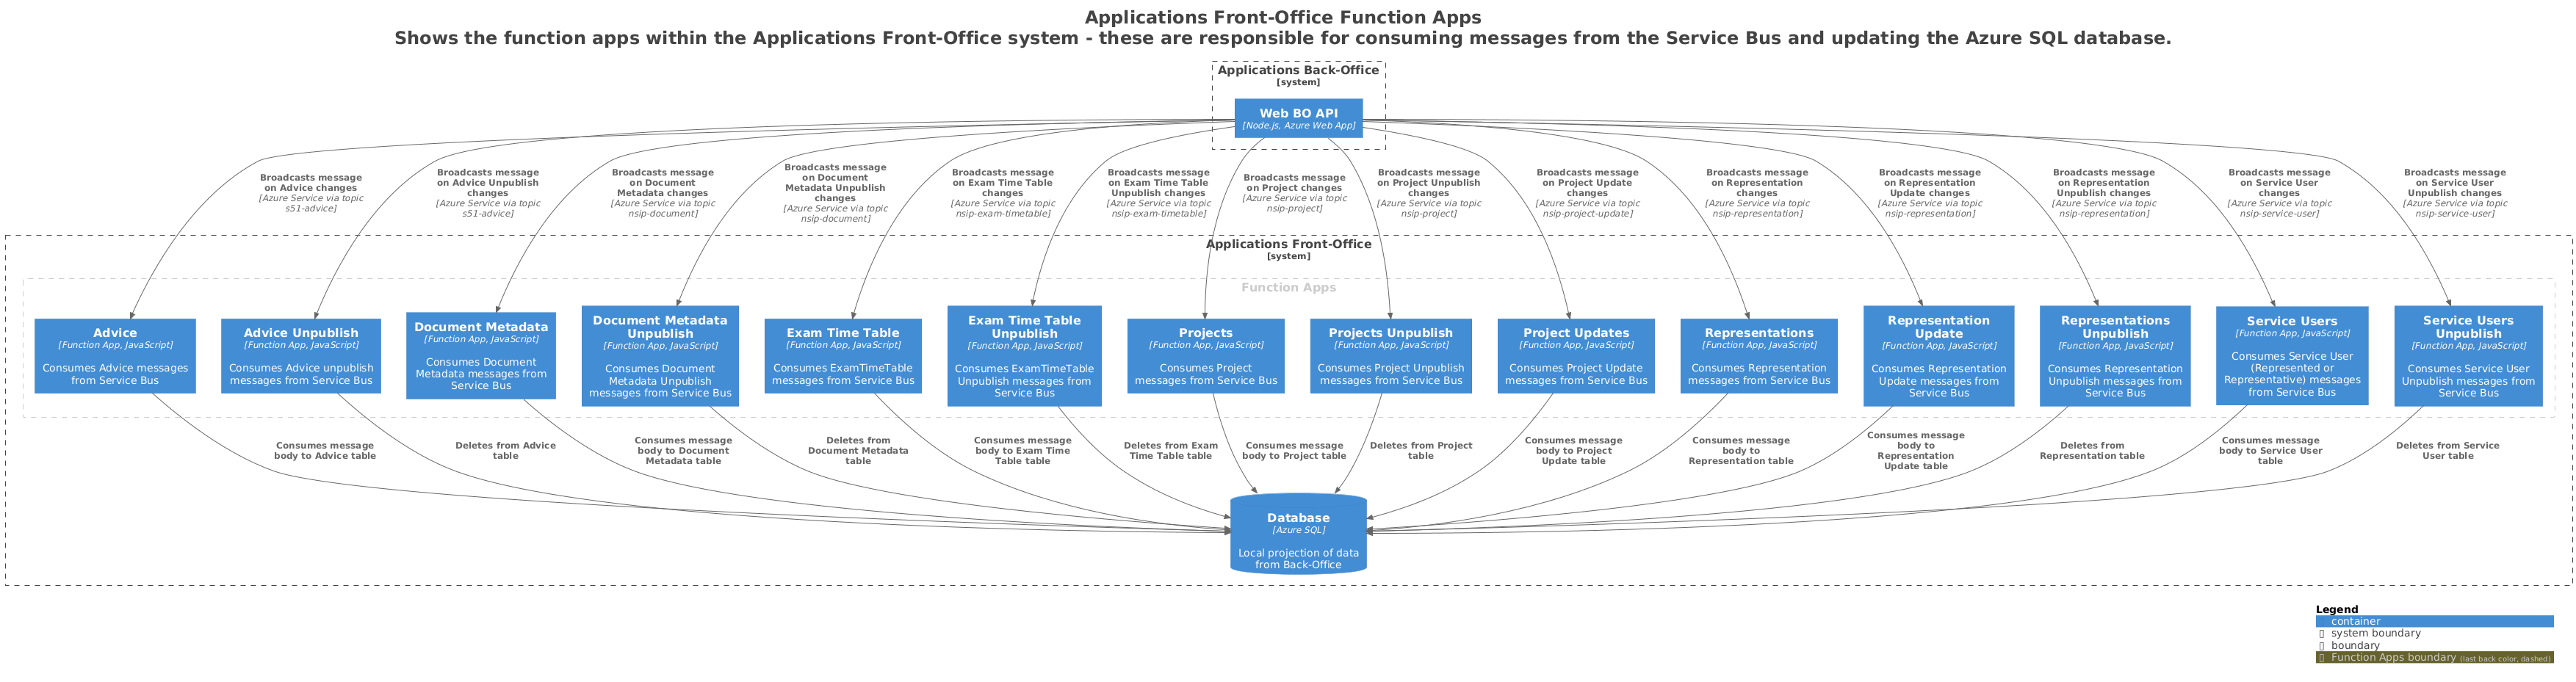 Applications Front-Office Function Apps
Shows the function apps within the Applications Front-Office system - these are responsible for consuming messages from the Service Bus and updating the Azure SQL database.
Applications Back-Office
[system]
Web BO API
[Node.js, Azure Web App]
Broadcasts message
on Advice changes
[Azure Service via topic
s51-advice]
Broadcasts message
on Advice Unpublish
changes
[Azure Service via topic
s51-advice]
Broadcasts message
on Document
Metadata changes
[Azure Service via topic
nsip-document]
Broadcasts message
on Document
Metadata Unpublish
changes
[Azure Service via topic
nsip-document]
Broadcasts message
on Exam Time Table
changes
[Azure Service via topic
nsip-exam-timetable]
Broadcasts message
on Exam Time Table
Unpublish changes
[Azure Service via topic
nsip-exam-timetable]
Broadcasts message
on Project changes
[Azure Service via topic
nsip-project]
Broadcasts message
on Project Unpublish
changes
[Azure Service via topic
nsip-project]
Broadcasts message
on Project Update
changes
[Azure Service via topic
nsip-project-update]
Broadcasts message
on Representation
changes
[Azure Service via topic
nsip-representation]
Broadcasts message
on Representation
Update changes
[Azure Service via topic
nsip-representation]
Broadcasts message
on Representation
Unpublish changes
[Azure Service via topic
nsip-representation]
Broadcasts message
on Service User
changes
[Azure Service via topic
nsip-service-user]
Broadcasts message
on Service User
Unpublish changes
[Azure Service via topic
nsip-service-user]
Applications Front-Office
[system]
Function Apps
Advice
[Function App, JavaScript]
Consumes Advice messages
from Service Bus
Advice Unpublish
[Function App, JavaScript]
Consumes Advice unpublish
messages from Service Bus
Document Metadata
[Function App, JavaScript]
Consumes Document
Metadata messages from
Service Bus
Document Metadata
Unpublish
[Function App, JavaScript]
Consumes Document
Metadata Unpublish
messages from Service Bus
Exam Time Table
[Function App, JavaScript]
Consumes ExamTimeTable
messages from Service Bus
Exam Time Table
Unpublish
[Function App, JavaScript]
Consumes ExamTimeTable
Unpublish messages from
Service Bus
Projects
[Function App, JavaScript]
Consumes Project
messages from Service Bus
Projects Unpublish
[Function App, JavaScript]
Consumes Project Unpublish
messages from Service Bus
Project Updates
[Function App, JavaScript]
Consumes Project Update
messages from Service Bus
Representations
[Function App, JavaScript]
Consumes Representation
messages from Service Bus
Representation
Update
[Function App, JavaScript]
Consumes Representation
Update messages from
Service Bus
Representations
Unpublish
[Function App, JavaScript]
Consumes Representation
Unpublish messages from
Service Bus
Service Users
[Function App, JavaScript]
Consumes Service User
(Represented or
Representative) messages
from Service Bus
Service Users
Unpublish
[Function App, JavaScript]
Consumes Service User
Unpublish messages from
Service Bus
Consumes message
body to Advice table
Deletes from Advice
table
Consumes message
body to Document
Metadata table
Deletes from
Document Metadata
table
Consumes message
body to Exam Time
Table table
Deletes from Exam
Time Table table
Consumes message
body to Project table
Deletes from Project
table
Consumes message
body to Project
Update table
Consumes message
body to
Representation table
Consumes message
body to
Representation
Update table
Deletes from
Representation table
Consumes message
body to Service User
table
Deletes from Service
User table
Database
[Azure SQL]
Local projection of data
from Back-Office
Legend
container
system boundary
boundary
Function Apps boundary (last back color, dashed)